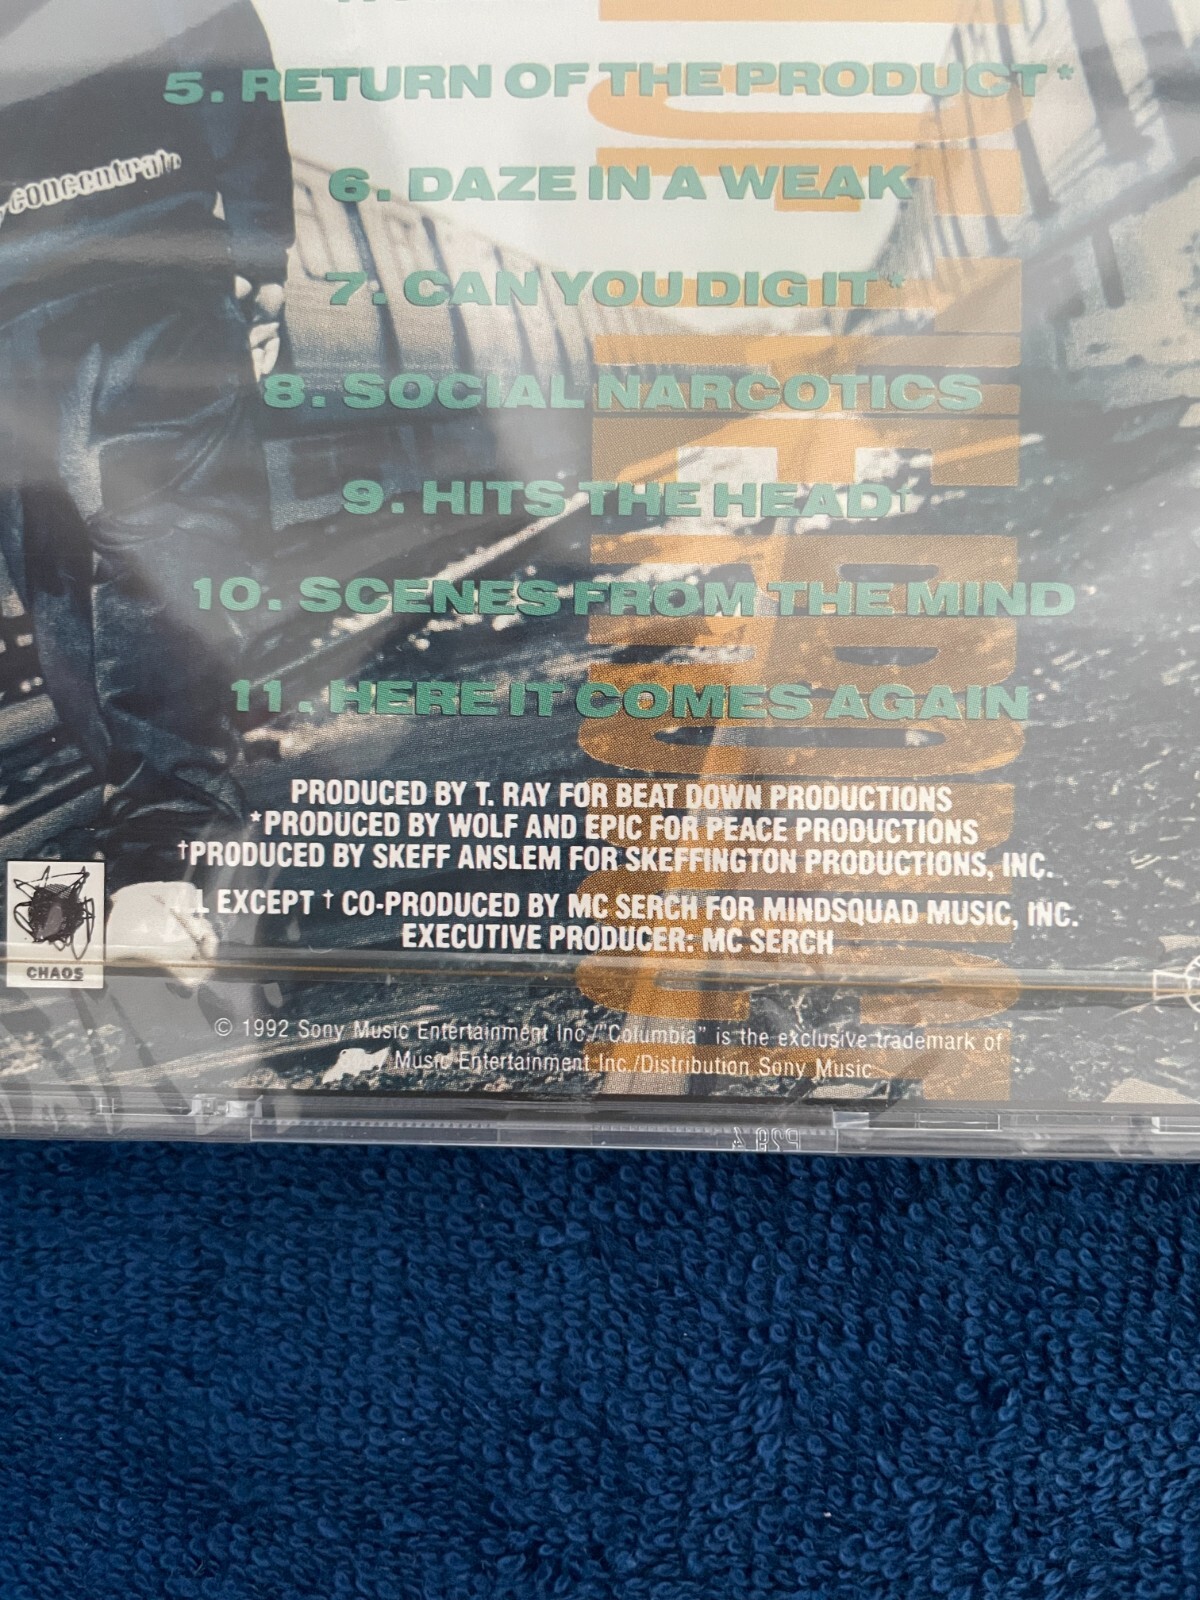 5. RETURN OF THE PRODUCT*
concentrate
6. DAZE IN A WEAK
7. CAN YOU DIG IT*
8. SOCIAL NARCOTICS
9. HITS THE HEAD†
10. SCENES FROM THE MIND
11. HERE IT COMES AGAIN
PRODUCED BY T. RAY FOR BEAT DOWN PRODUCTIONS
*PRODUCED BY WOLF AND EPIC FOR PEACE PRODUCTIONS
†PRODUCED BY SKEFF ANSLEM FOR SKEFFINGTON PRODUCTIONS, INC.
EXCEPT † CO-PRODUCED BY MC SERCH FOR MINDSQUAD MUSIC, INC.
EXECUTIVE PRODUCER: MC SERCH
CHAOS
© 1992 Sony Music Entertainment Inc./"Columbia" is the exclusive trademark of
Sony Music Entertainment Inc./Distribution Sony Music